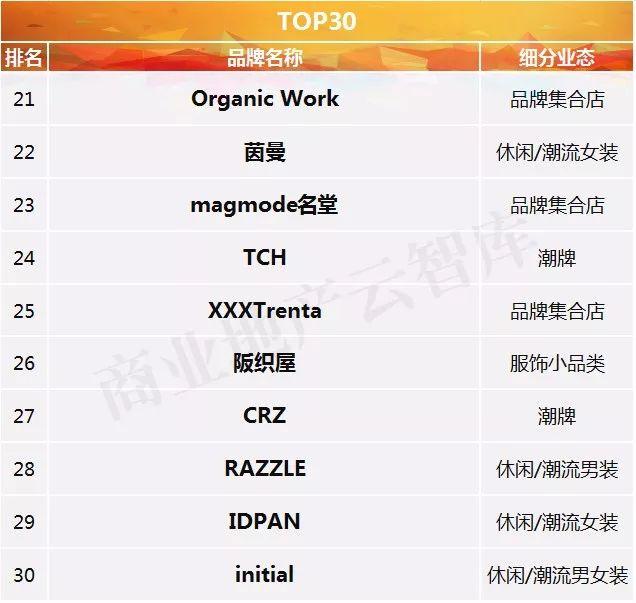 TOP30
排名 品牌名称 细分业态
21 Organic Work 品牌集合店
22 茵曼 休闲/潮流女装
23 magmode名堂 品牌集合店
24 TCH 潮牌
25 XXXTrenta 品牌集合店
26 阪织屋 服饰小品类
27 CRZ 潮牌
28 RAZZLE 休闲/潮流男装
29 IDPAN 休闲/潮流女装
30 initial 休闲/潮流男女装
商业地产云智库